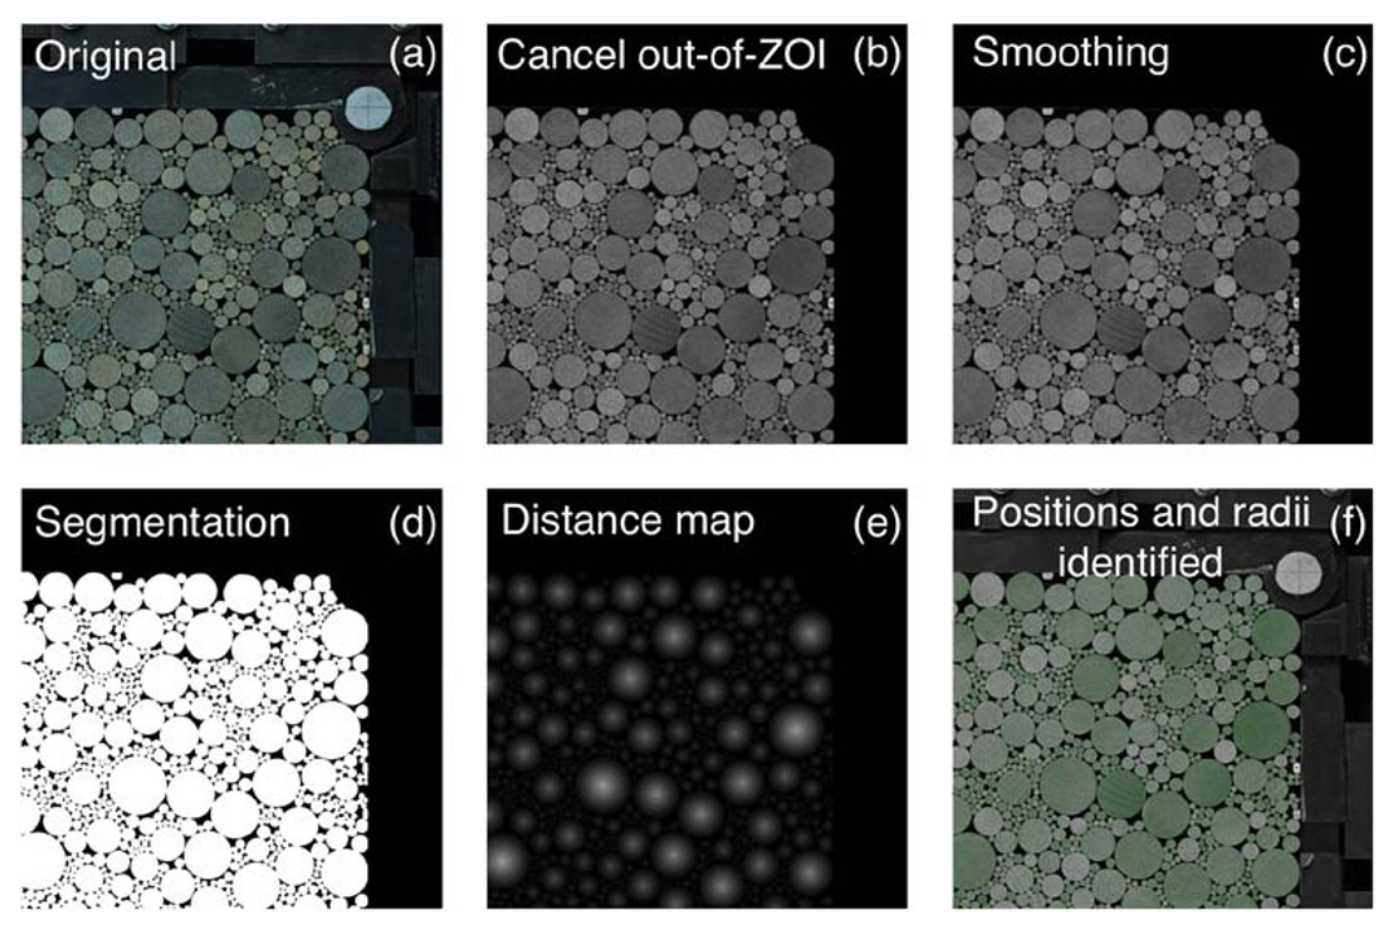 Original (a)
Cancel out-of-ZOI (b)
Smoothing (c)
Segmentation (d)
Distance map (e)
Positions and radii (f)
identified